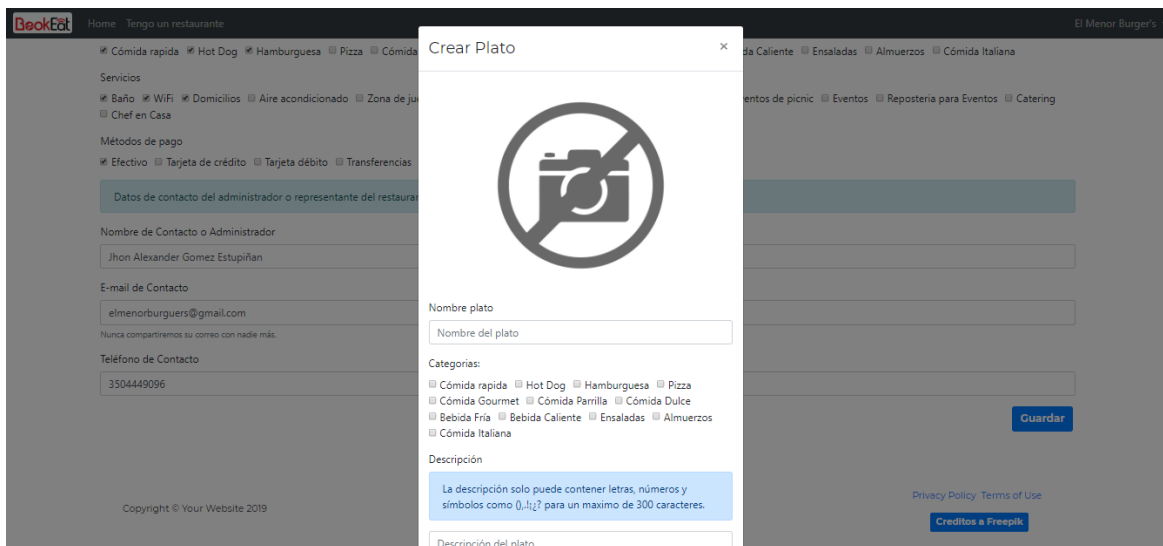 BookEat Home Tengo un restaurante El Menor Burger's
Cómida rapida Hot Dog Hamburguesa Pizza Cómida
da Caliente Ensaladas Almuerzos Cómida Italiana
Servicios
Baño WiFi Domicilios Aire acondicionado Zona de
entos de picnic Eventos Reposteria para Eventos Catering
Chef en Casa
Métodos de pago
Efectivo Tarjeta de crédito Tarjeta débito Transferencias
Datos de contacto del administrador o representante del
Nombre de Contacto o Administrador
Jhon Alexander Gomez Estupiñan
E-mail de Contacto
elmenorburguers@gmail.com
Nunca compartiremos su correo con nadie más.
Teléfono de Contacto
3504449096
Guardar
Copyright © Your Website 2019
Privacy Policy Terms of Use
Creditos a Freepik
Crear Plato ×
Nombre plato
Nombre del plato
Categorias:
Cómida rapida Hot Dog Hamburguesa Pizza
Cómida Gourmet Cómida Parrilla Cómida Dulce
Bebida Fría Bebida Caliente Ensaladas Almuerzos
Cómida Italiana
Descripción
La descripción solo puede contener letras, números y
símbolos como (),.!¡¿? para un maximo de 300 caracteres.
Descripción del plato